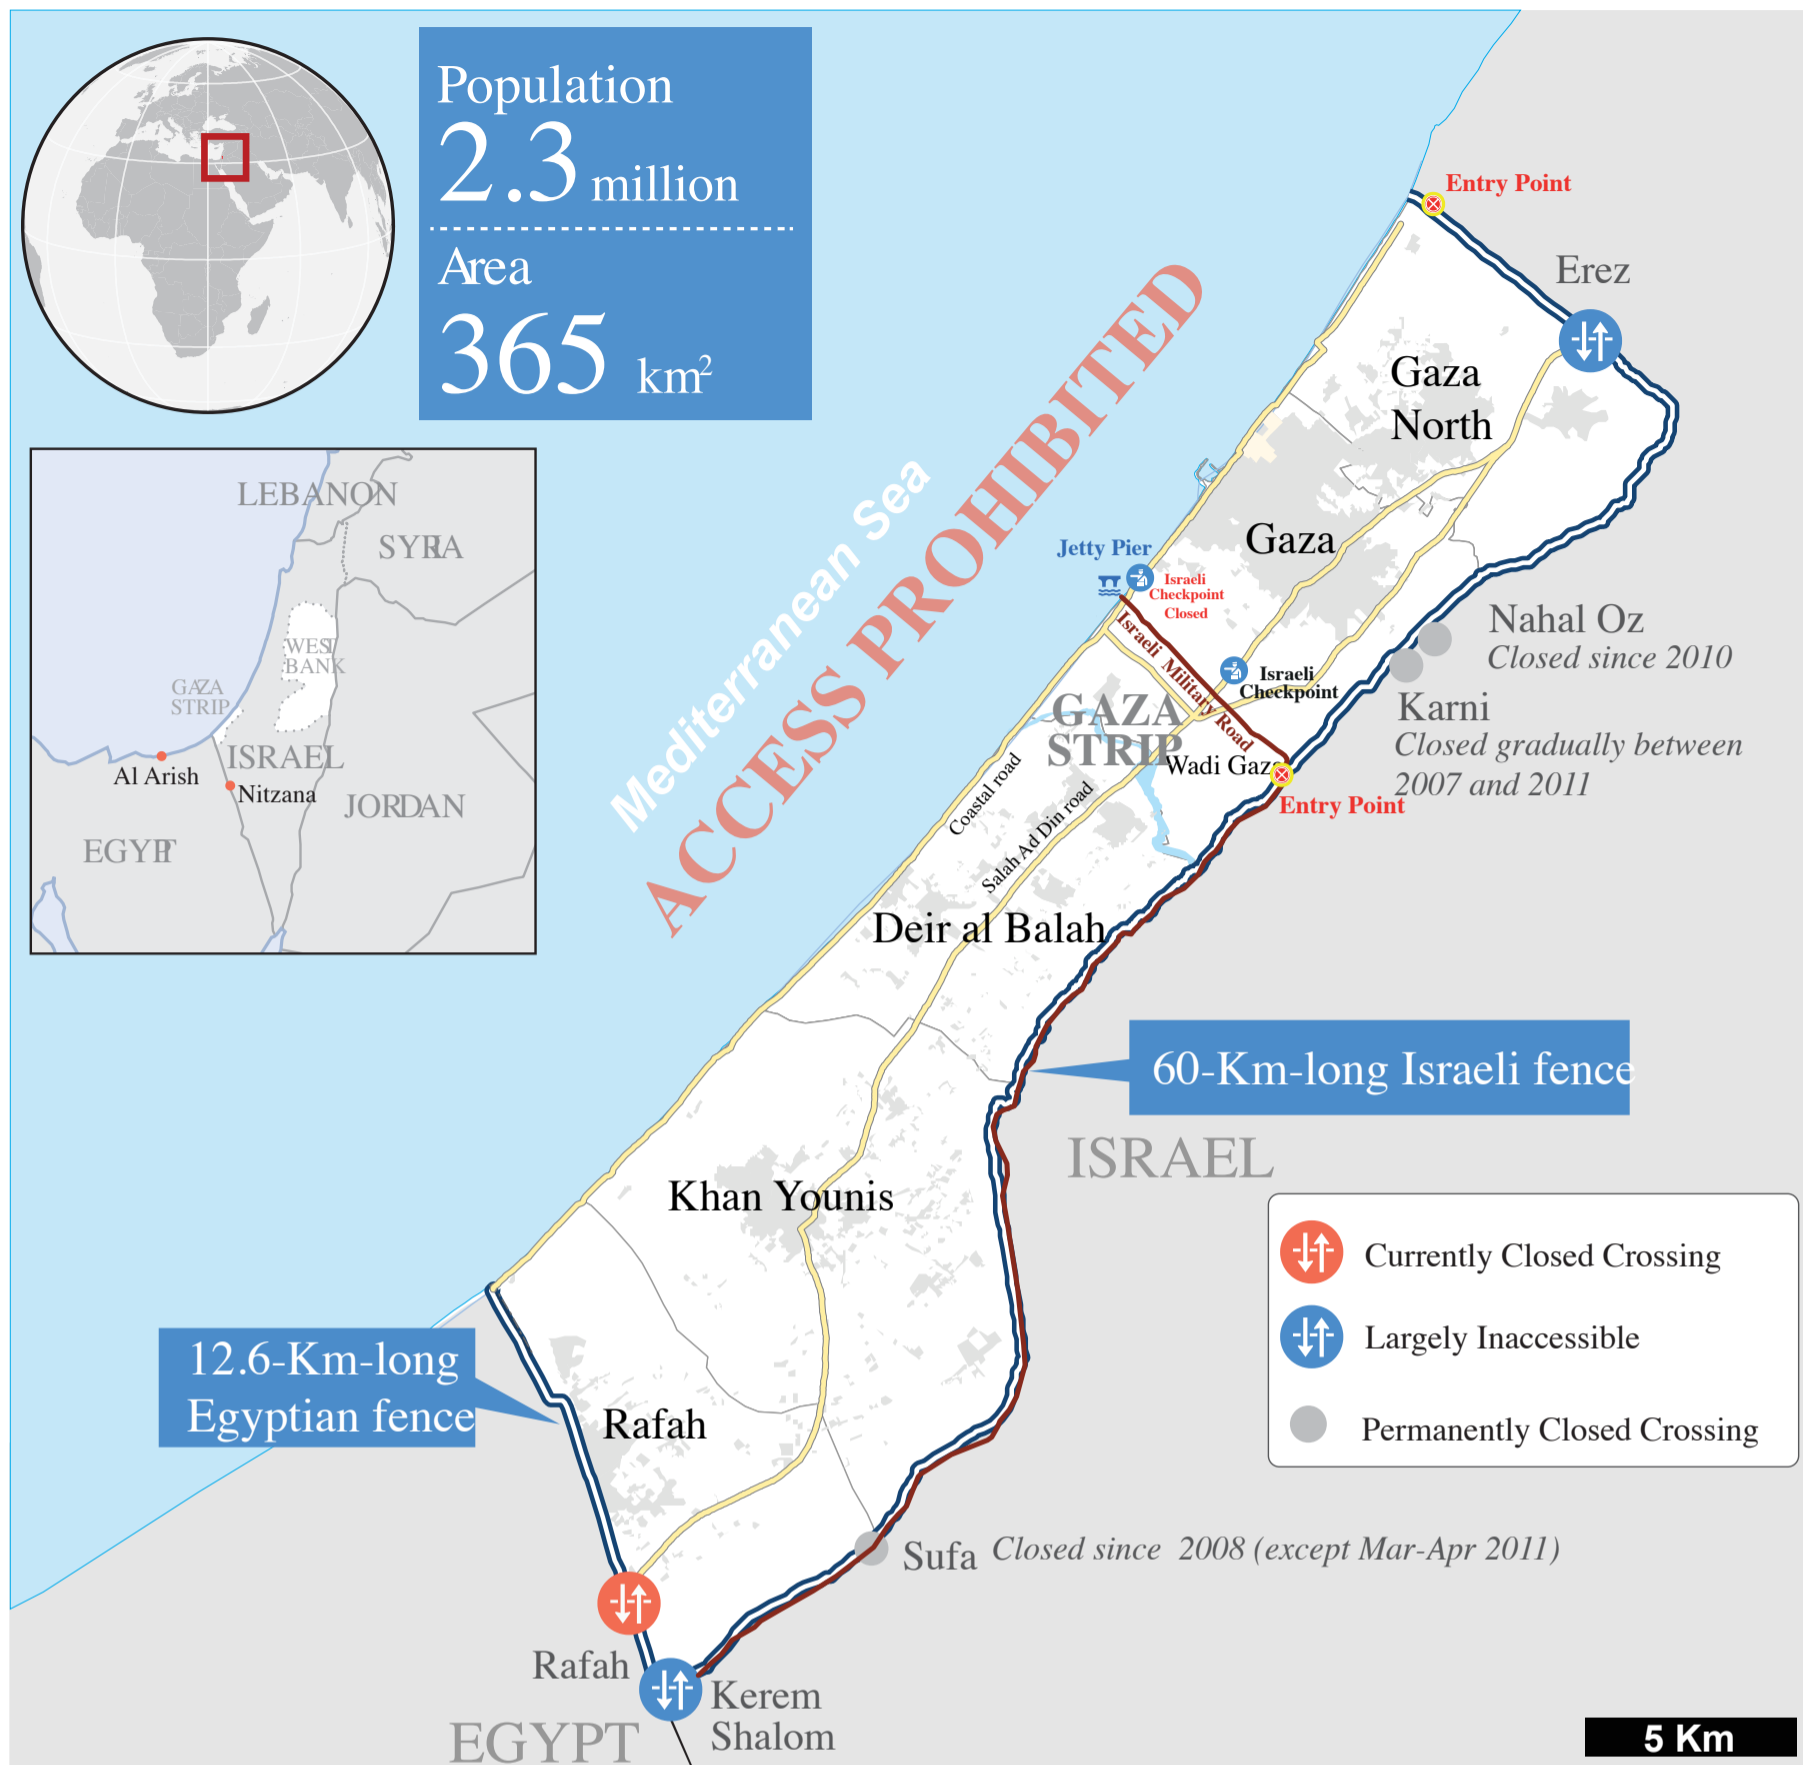 Population
2.3 million
Area
365 km²
LEBANON
SYRIA
WEST
BANK
GAZA
STRIP
ISRAEL
Al Arish
Nitzana
JORDAN
EGYPT
Mediterranean Sea
ACCESS PROHIBITED
Entry Point
Erez
Gaza
North
Gaza
Jetty Pier
Israeli
Checkpoint
Closed
Israeli Military Road
Israeli
Checkpoint
Nahal Oz
Closed since 2010
Karni
Closed gradually between
2007 and 2011
GAZA
STRIP
Wadi Gaza
Entry Point
Coastal road
Salah Ad Din road
Deir al Balah
60-Km-long Israeli fence
ISRAEL
Khan Younis
12.6-Km-long
Egyptian fence
Rafah
Currently Closed Crossing
Largely Inaccessible
Permanently Closed Crossing
Sufa Closed since 2008 (except Mar-Apr 2011)
Rafah
Kerem
Shalom
EGYPT
5 Km